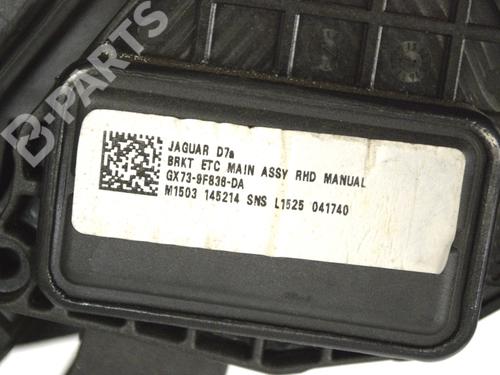 B-PARTS
JAGUAR D7a
BRKT ETC MAIN ASSY RHD MANUAL
GX73-9F836-DA
M1503 145214 SNS L1525 041740